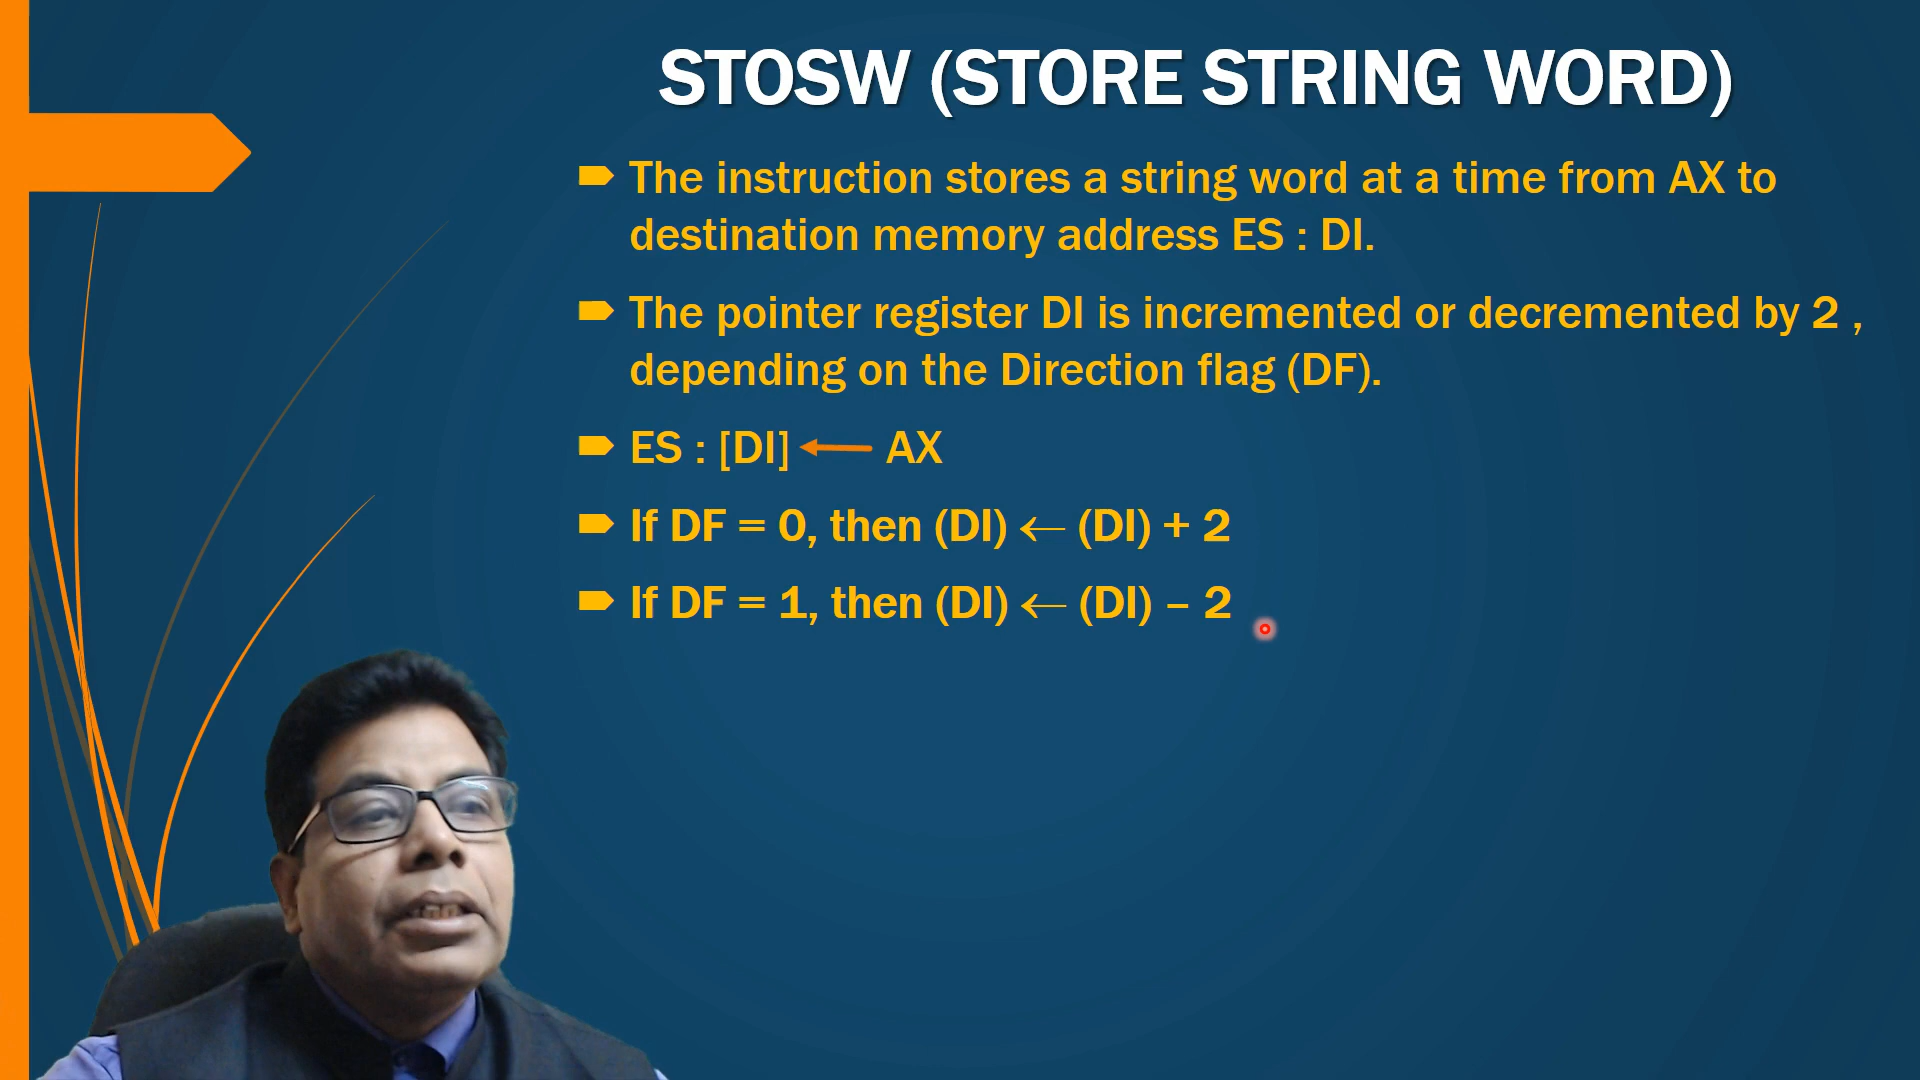 STOSW (STORE STRING WORD)
The instruction stores a string word at a time from AX to
destination memory address ES : DI.
The pointer register DI is incremented or decremented by 2 ,
depending on the Direction flag (DF).
ES : [DI] ← AX
If DF = 0, then (DI) ← (DI) + 2
If DF = 1, then (DI) ← (DI) – 2